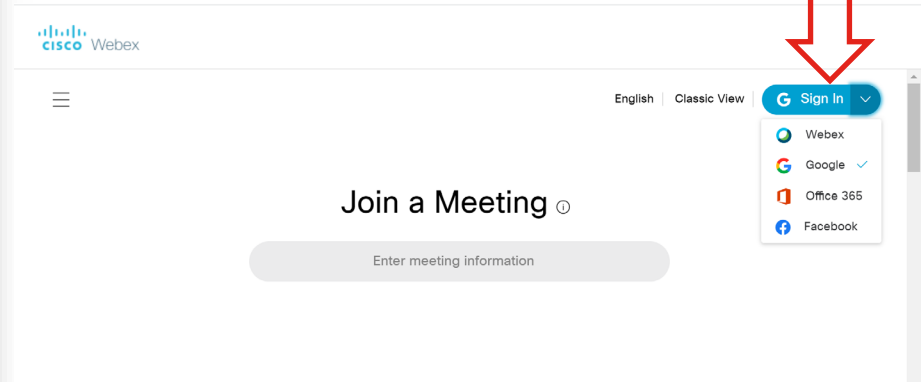 CISCO Webex
English Classic View Sign In
Webex
Google
Office 365
Facebook
Join a Meeting
Enter meeting information